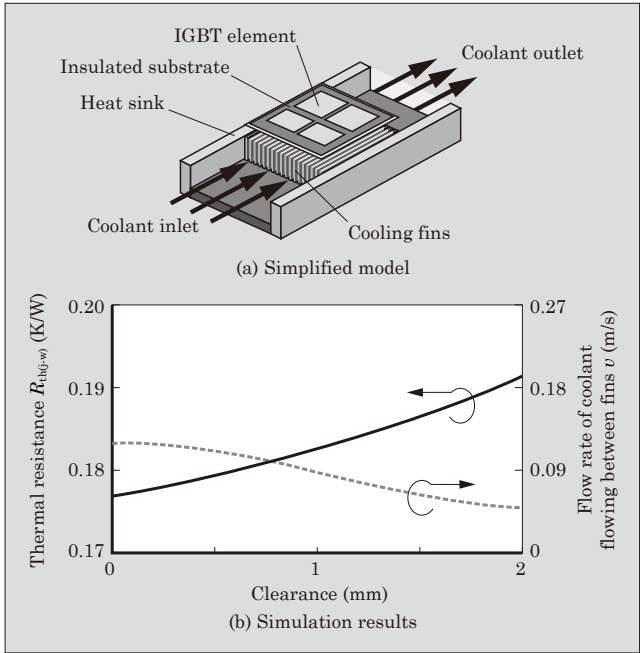 IGBT element
Insulated substrate
Heat sink
Coolant outlet
Coolant inlet
Cooling fins
(a) Simplified model
Thermal resistance Rth(j-w) (K/W)
0.20
0.19
0.18
0.17
0.27
0.18
0.09
0
Flow rate of coolant
flowing between fins v (m/s)
0
1
2
Clearance (mm)
(b) Simulation results